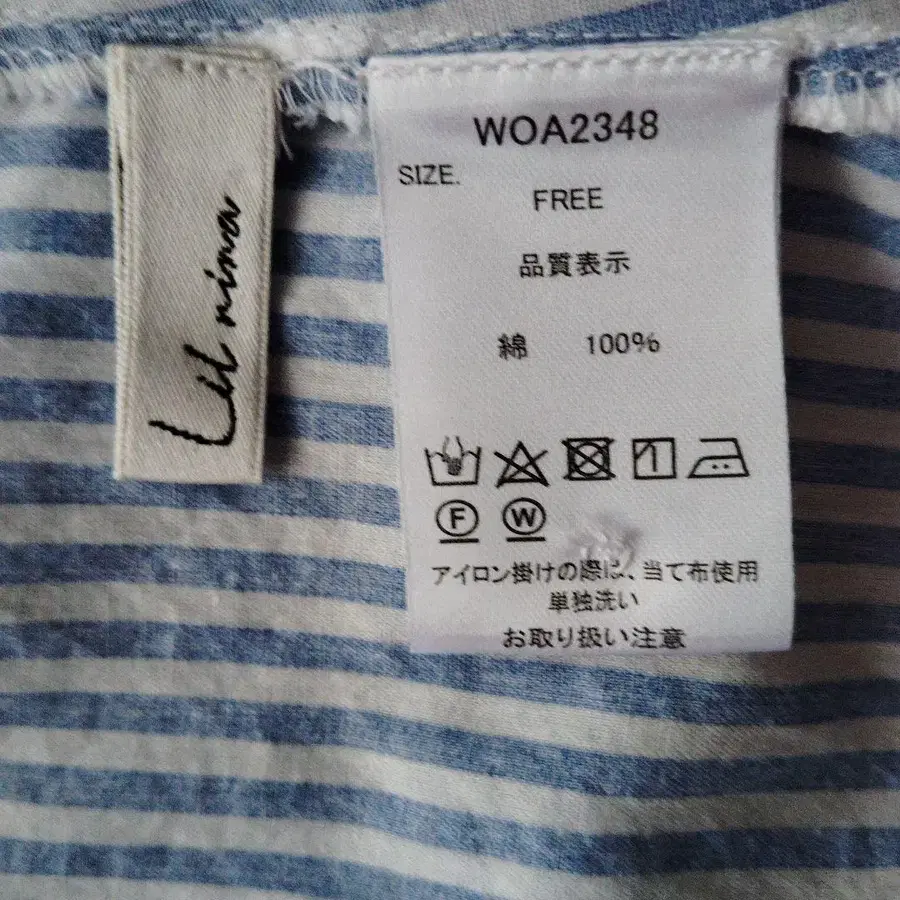 Lil nina
WOA2348
SIZE.
FREE
品質表示
綿 100%
F W
アイロン掛けの際は、当て布使用
単独洗い
お取り扱い注意